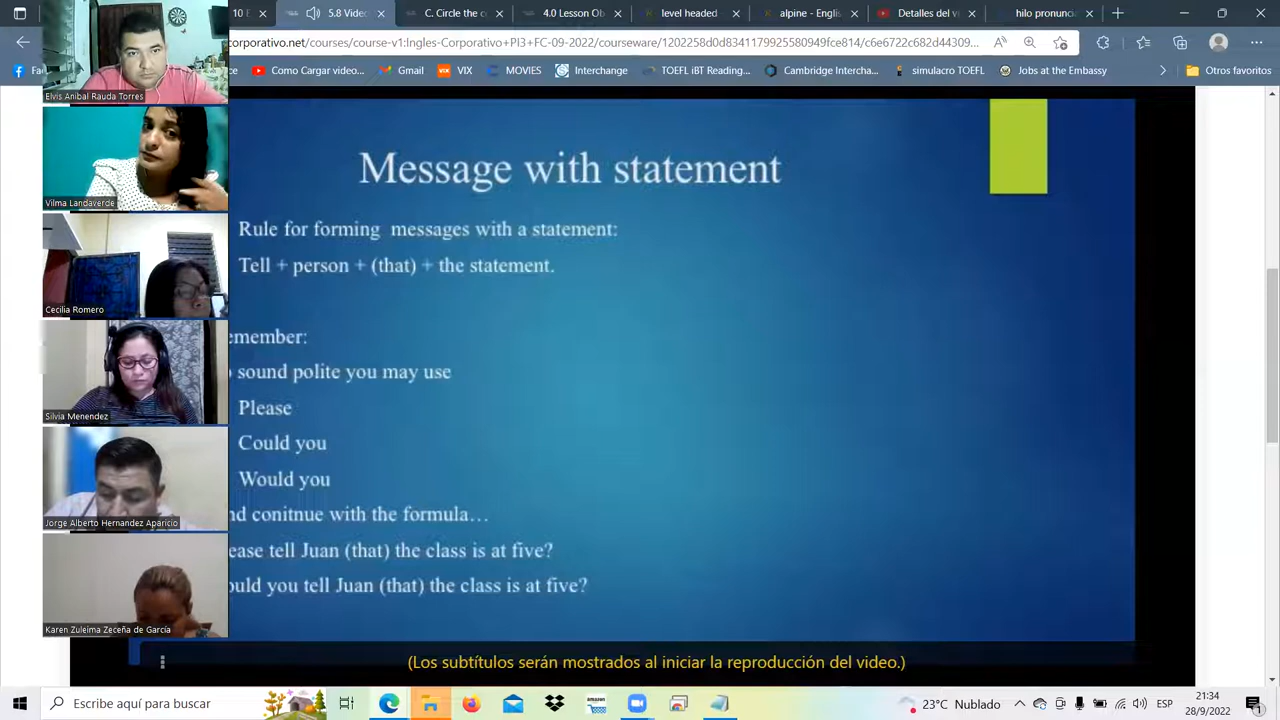 10 E
5.8 Video
C. Circle the c
4.0 Lesson Ob
level headed
alpine - Englis
Detalles del v
hilo pronunci
corporativo.net/courses/course-v1:Ingles-Corporativo+PI3+FC-09-2022/courseware/1202258d0d8341179925580949fce814/c6e6722c682d44309...
Como Cargar video...
Gmail
VIX
MOVIES
Interchange
TOEFL iBT Reading...
Cambridge Intercha...
simulacro TOEFL
Jobs at the Embassy
Otros favoritos
Elvis Anibal Rauda Torres
Vilma Landaverde
Cecilia Romero
Silvia Menendez
Jorge Alberto Hernandez Aparicio
Karen Zuleima Zeceña de García
Message with statement
Rule for forming messages with a statement:
Tell + person + (that) + the statement.
emember:
o sound polite you may use
Please
Could you
Would you
nd conitnue with the formula…
ease tell Juan (that) the class is at five?
ould you tell Juan (that) the class is at five?
(Los subtítulos serán mostrados al iniciar la reproducción del video.)
Escribe aquí para buscar
23°C Nublado
ESP
21:34
28/9/2022